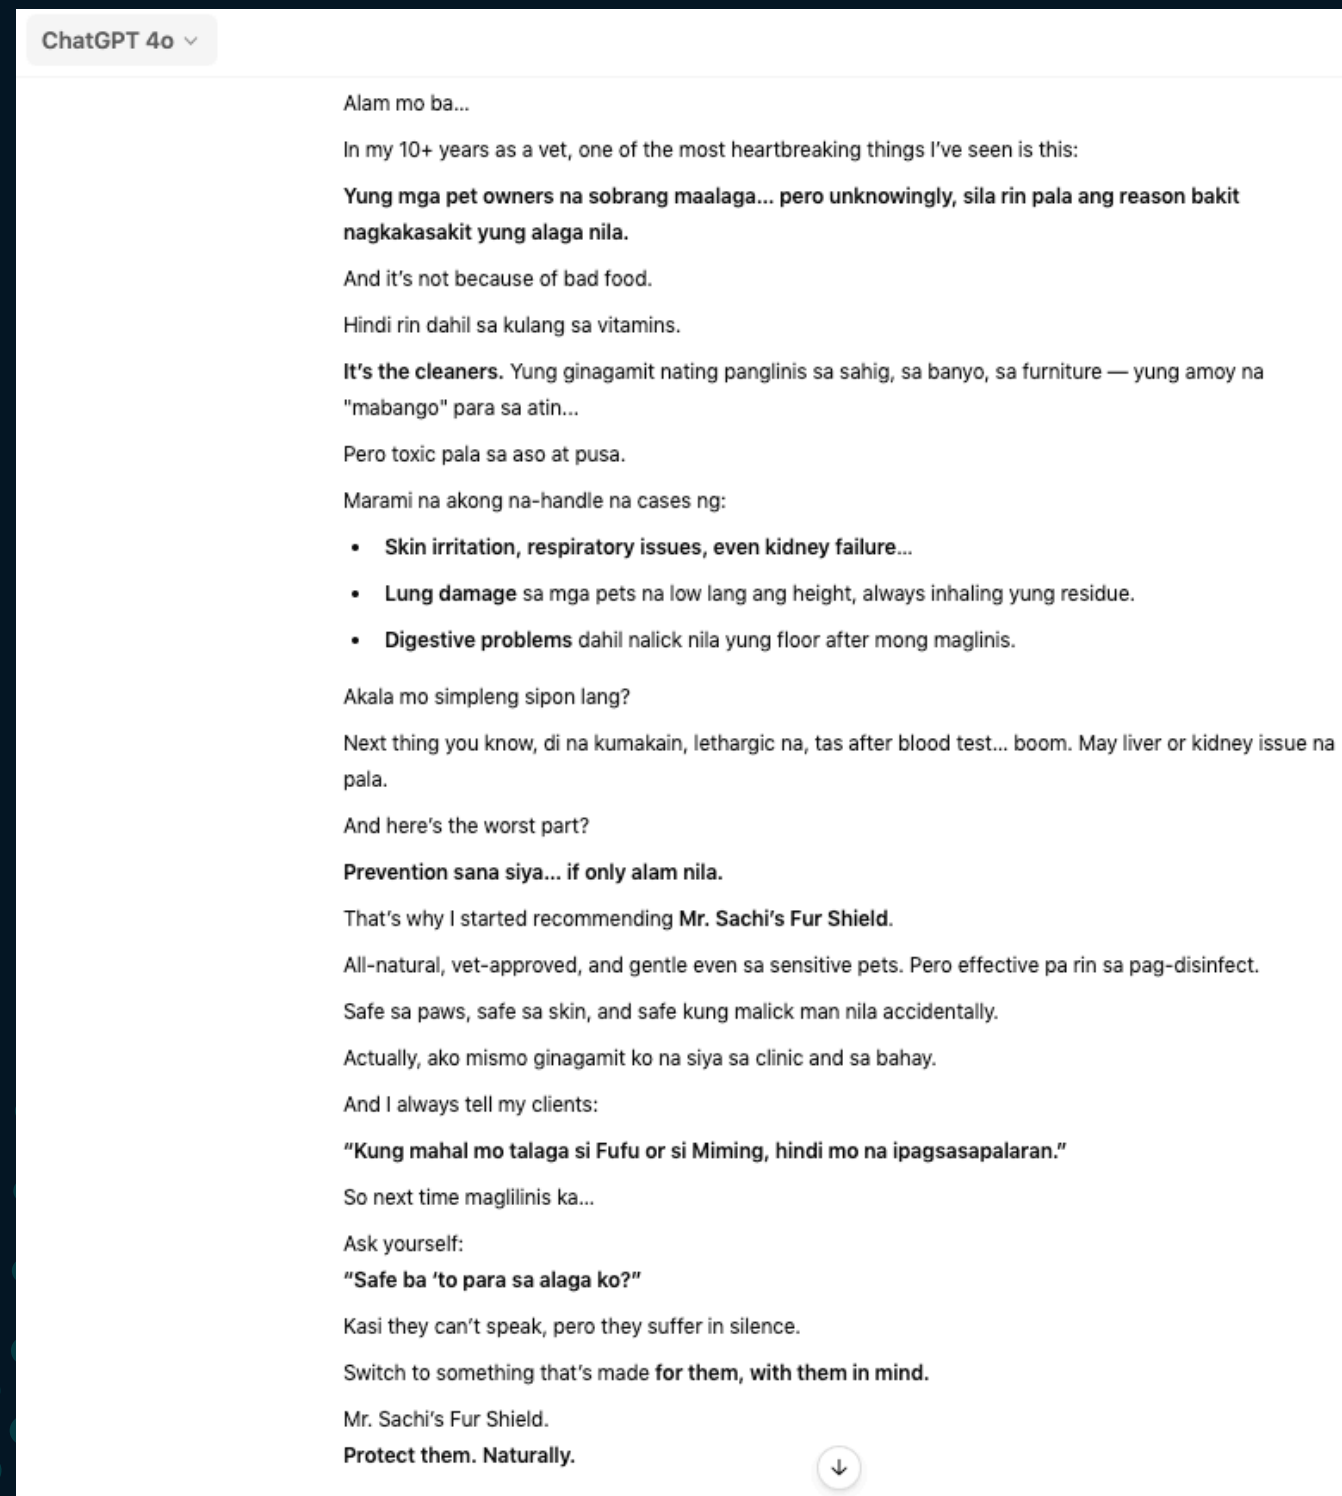 ChatGPT 4o
Alam mo ba...
In my 10+ years as a vet, one of the most heartbreaking things I've seen is this:
Yung mga pet owners na sobrang maalaga... pero unknowingly, sila rin pala ang reason bakit
nagkakasakit yung alaga nila.
And it's not because of bad food.
Hindi rin dahil sa kulang sa vitamins.
It's the cleaners. Yung ginagamit nating panglinis sa sahig, sa banyo, sa furniture — yung amoy na
"mabango" para sa atin...
Pero toxic pala sa aso at pusa.
Marami na akong na-handle na cases ng:
• Skin irritation, respiratory issues, even kidney failure...
• Lung damage sa mga pets na low lang ang height, always inhaling yung residue.
• Digestive problems dahil nalick nila yung floor after mong maglinis.
Akala mo simpleng sipon lang?
Next thing you know, di na kumakain, lethargic na, tas after blood test... boom. May liver or kidney issue na
pala.
And here's the worst part?
Prevention sana siya... if only alam nila.
That's why I started recommending Mr. Sachi's Fur Shield.
All-natural, vet-approved, and gentle even sa sensitive pets. Pero effective pa rin sa pag-disinfect.
Safe sa paws, safe sa skin, and safe kung malick man nila accidentally.
Actually, ako mismo ginagamit ko na siya sa clinic and sa bahay.
And I always tell my clients:
“Kung mahal mo talaga si Fufu or si Miming, hindi mo na ipagsasapalaran.”
So next time maglilinis ka...
Ask yourself:
“Safe ba ‘to para sa alaga ko?”
Kasi they can't speak, pero they suffer in silence.
Switch to something that's made for them, with them in mind.
Mr. Sachi's Fur Shield.
Protect them. Naturally.